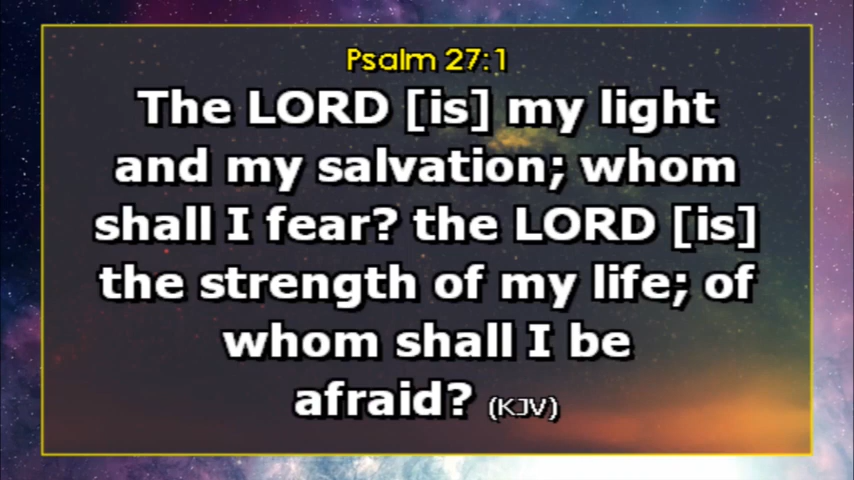 Psalm 27:1
The LORD [is] my light
and my salvation; whom
shall I fear? the LORD [is]
the strength of my life; of
whom shall I be
afraid? (KJV)